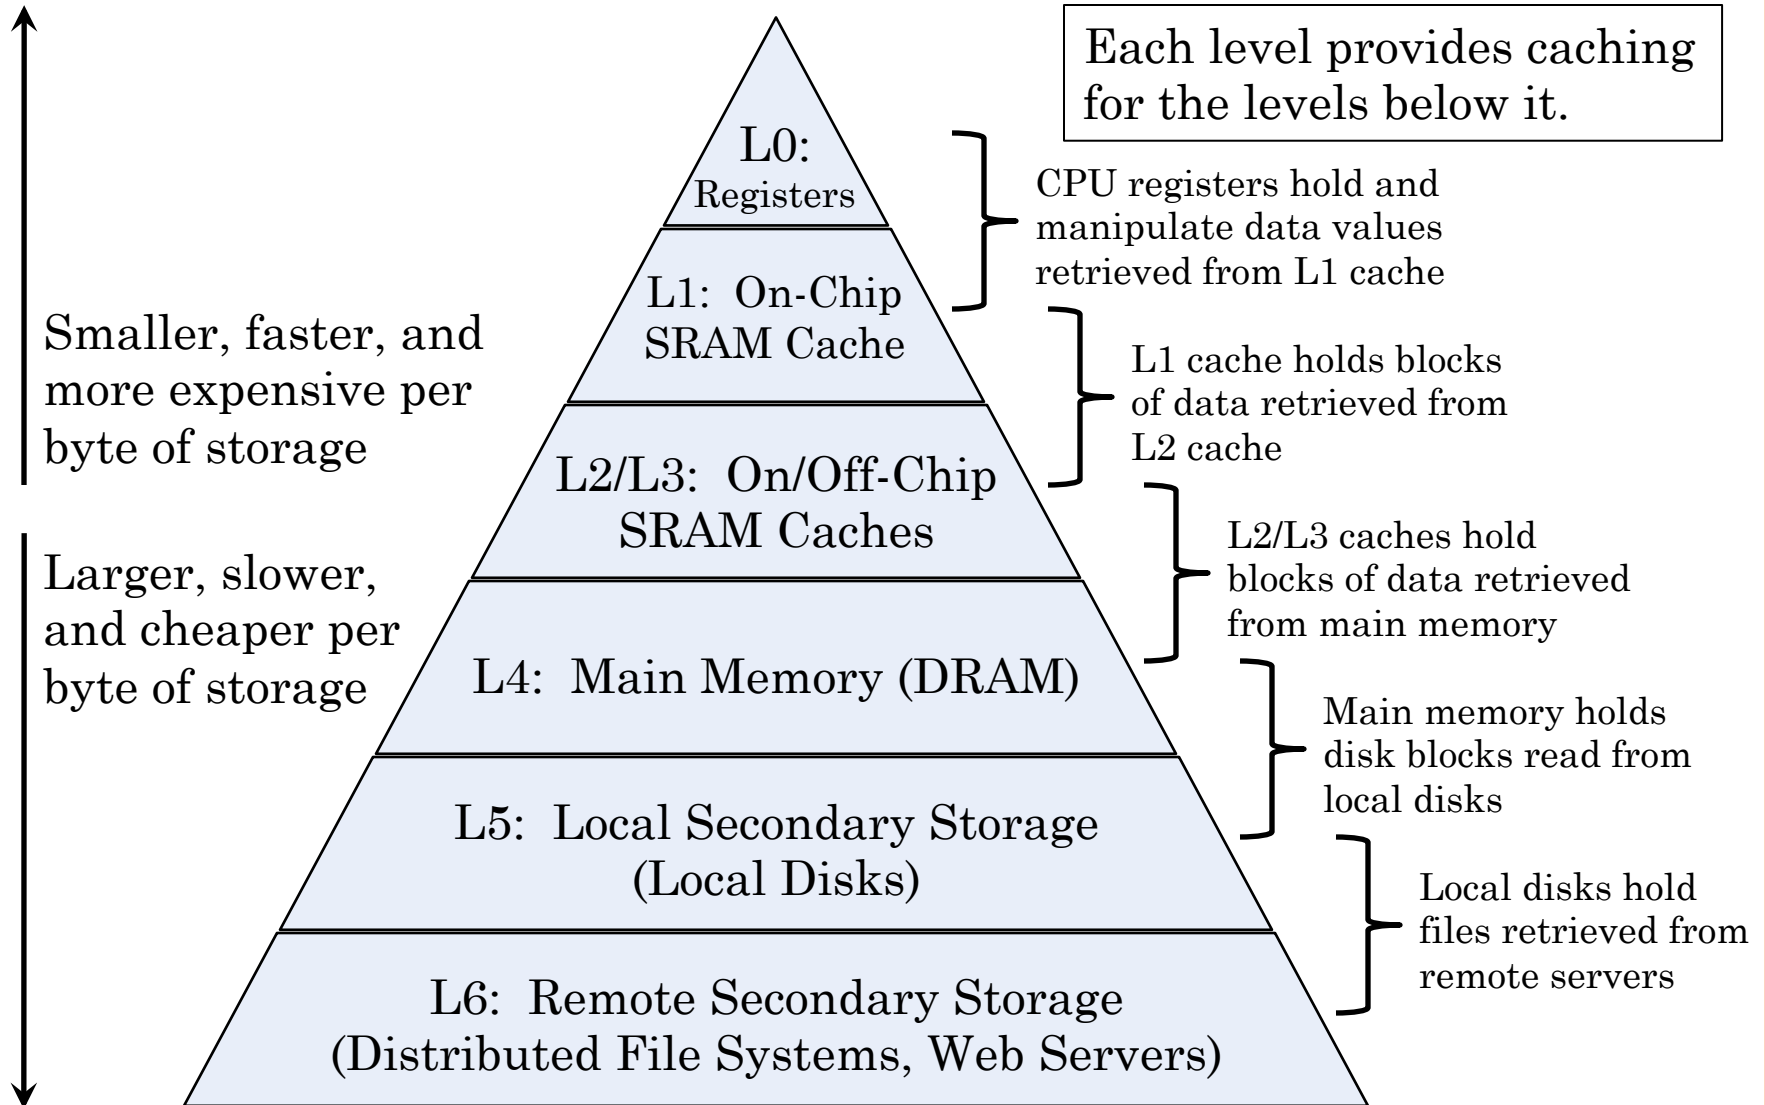 Each level provides caching
for the levels below it.
L0:
Registers
CPU registers hold and
manipulate data values
retrieved from L1 cache
L1: On-Chip
SRAM Cache
Smaller, faster, and
more expensive per
byte of storage
L1 cache holds blocks
of data retrieved from
L2 cache
L2/L3: On/Off-Chip
SRAM Caches
L2/L3 caches hold
blocks of data retrieved
from main memory
Larger, slower,
and cheaper per
byte of storage
L4: Main Memory (DRAM)
Main memory holds
disk blocks read from
local disks
L5: Local Secondary Storage
(Local Disks)
Local disks hold
files retrieved from
remote servers
L6: Remote Secondary Storage
(Distributed File Systems, Web Servers)